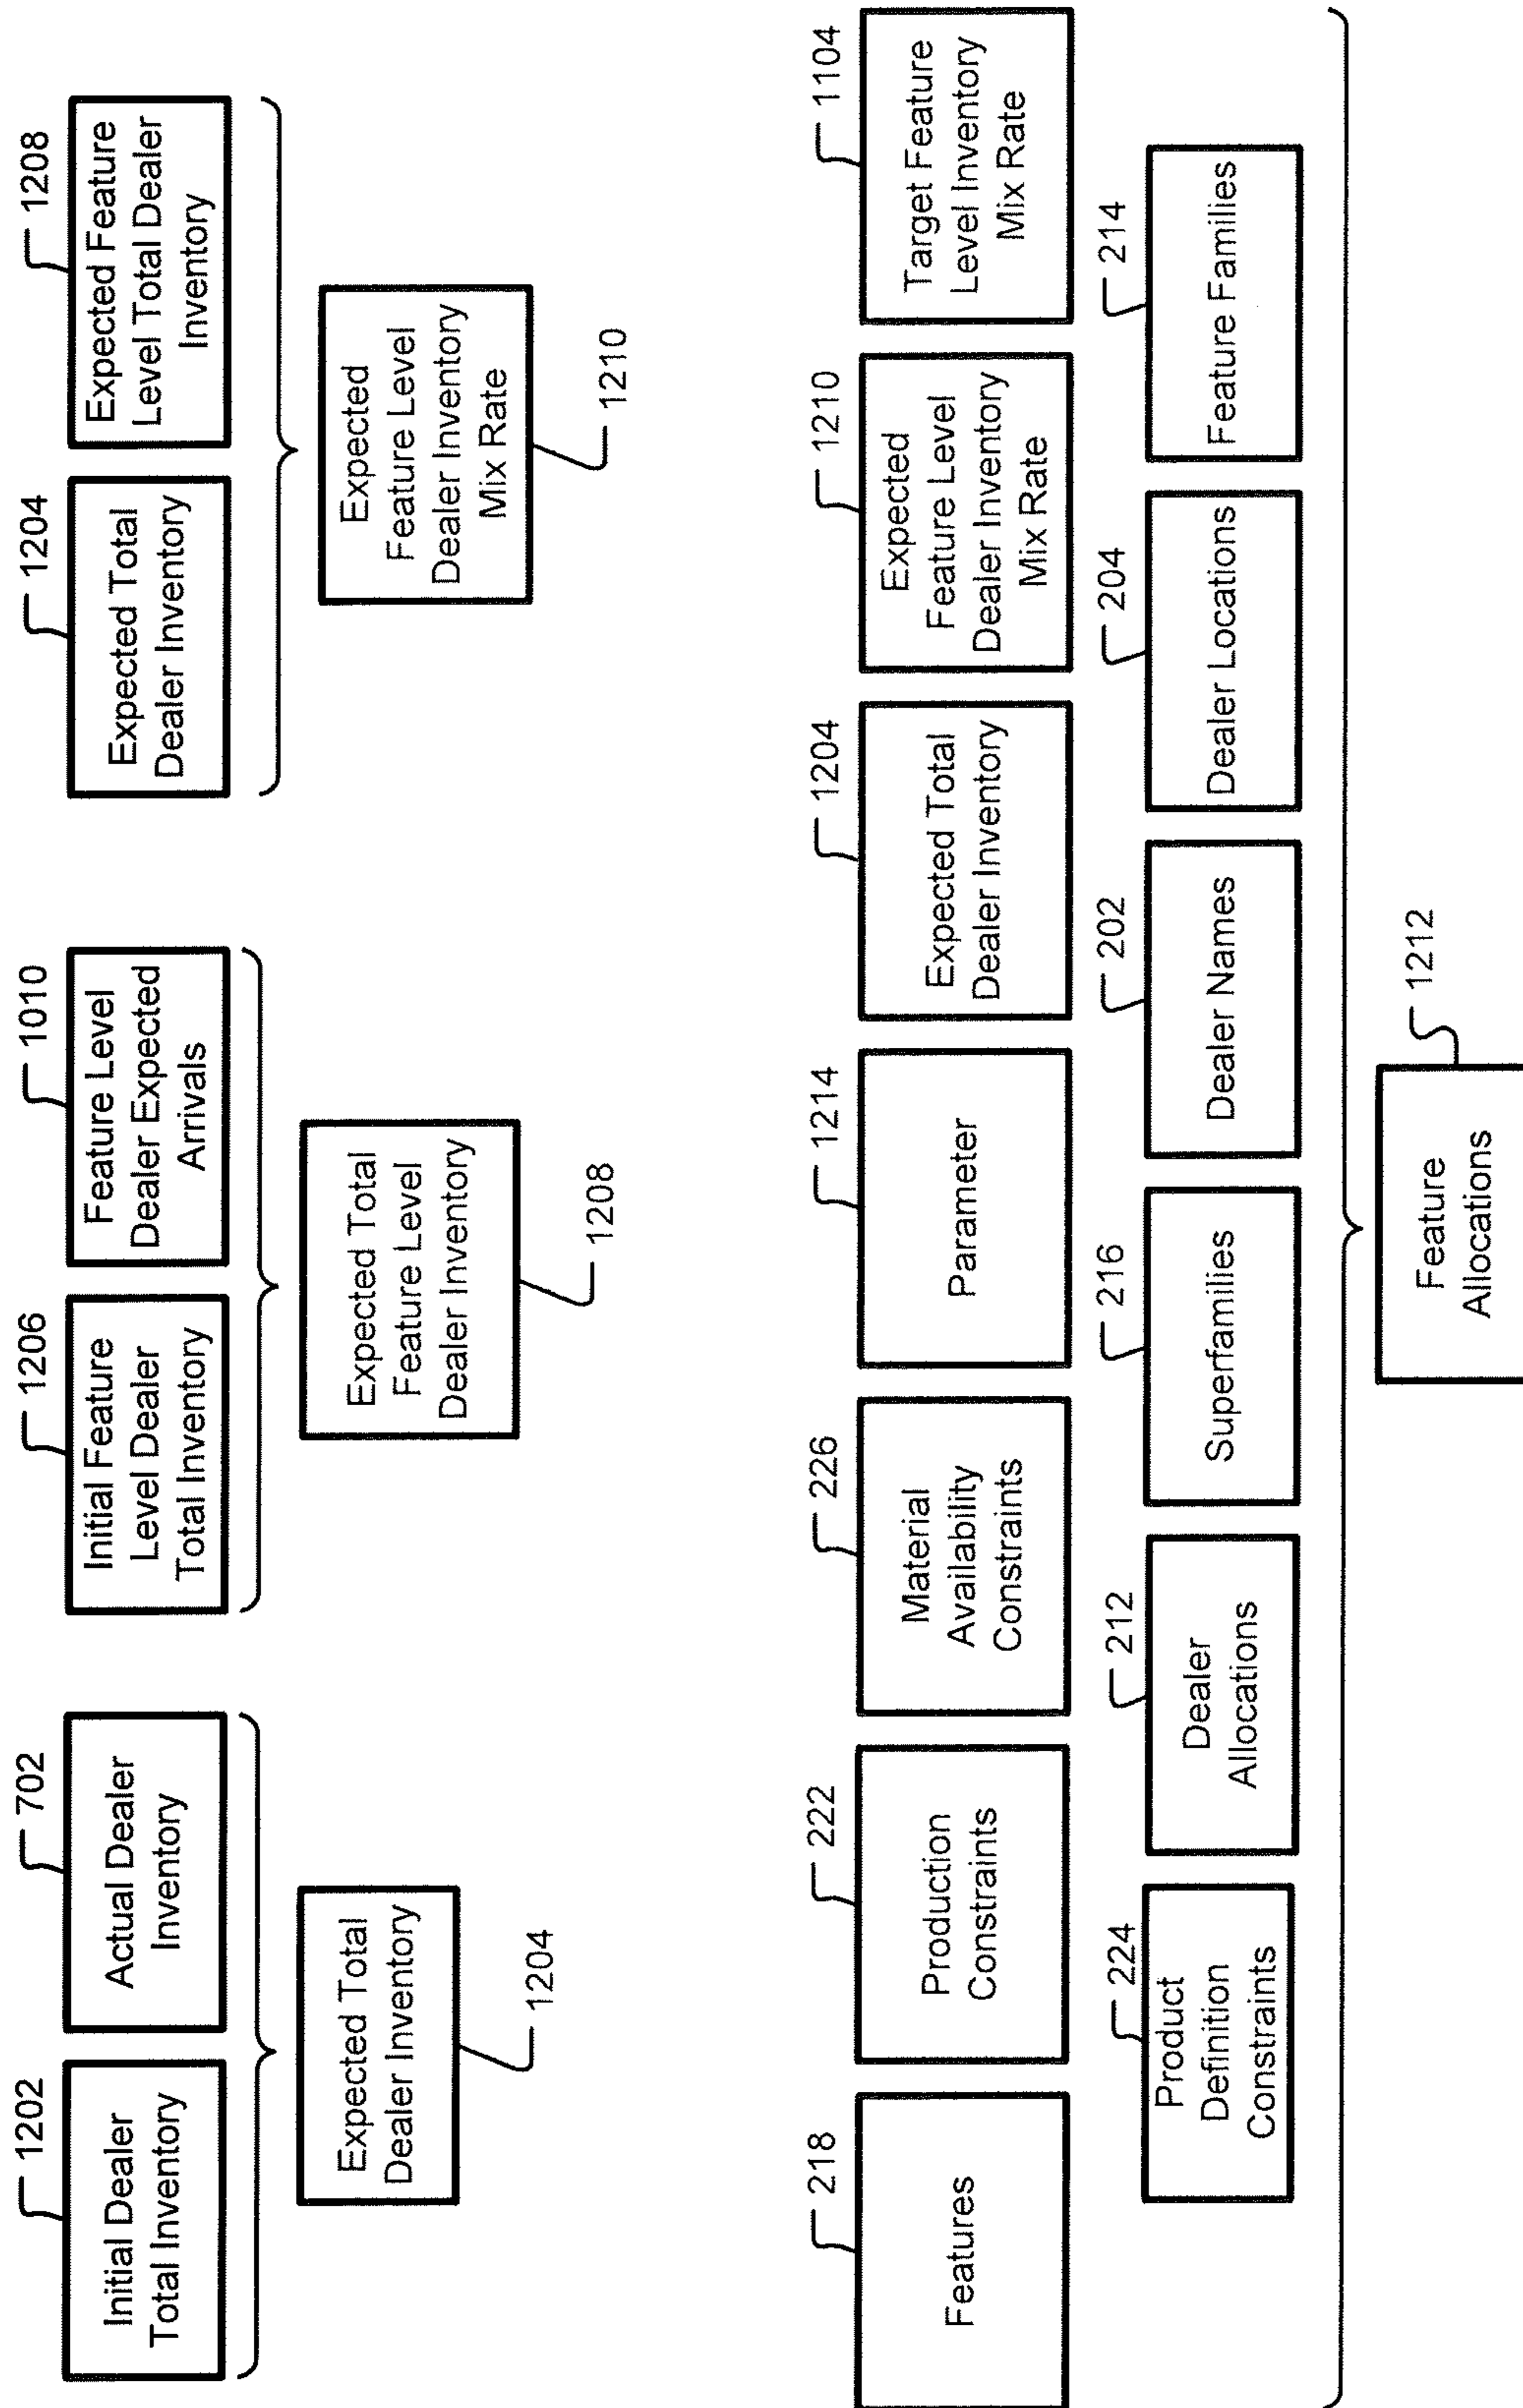 1202
Initial Dealer
Total Inventory
702
Actual Dealer
Inventory
Expected Total
Dealer Inventory
1204
1206
Initial Feature
Level Dealer
Total Inventory
1010
Feature Level
Dealer Expected
Arrivals
Expected Total
Feature Level
Dealer Inventory
1208
1204
Expected Total
Dealer Inventory
1208
Expected Feature
Level Total Dealer
Inventory
Expected
Feature Level
Dealer Inventory
Mix Rate
1210
218
Features
222
Production
Constraints
226
Material
Availability
Constraints
1214
Parameter
1204
Expected Total
Dealer Inventory
1210
Expected
Feature Level
Dealer Inventory
Mix Rate
1104
Target Feature
Level Inventory
Mix Rate
224
Product
Definition
Constraints
212
Dealer
Allocations
216
Superfamilies
202
Dealer Names
204
Dealer Locations
214
Feature Families
1212
Feature
Allocations